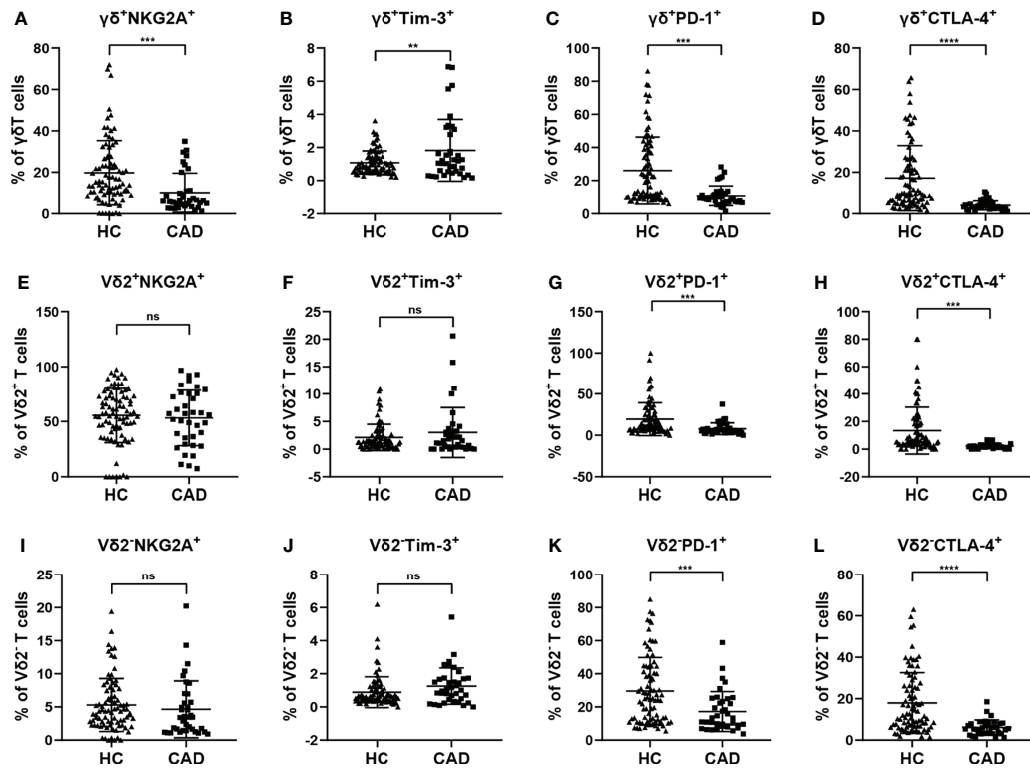 A γδ⁺NKG2A⁺
***
% of γδT cells
80
60
40
20
0
HC CAD
B γδ⁺Tim-3⁺
**
% of γδT cells
8
6
4
2
0
-2
HC CAD
C γδ⁺PD-1⁺
***
% of γδT cells
100
80
60
40
20
0
HC CAD
D γδ⁺CTLA-4⁺
****
% of γδT cells
80
60
40
20
0
HC CAD
E Vδ2⁺NKG2A⁺
ns
% of Vδ2⁺ T cells
150
100
50
0
HC CAD
F Vδ2⁺Tim-3⁺
ns
% of Vδ2⁺ T cells
25
20
15
10
5
0
-5
HC CAD
G Vδ2⁺PD-1⁺
***
% of Vδ2⁺ T cells
150
100
50
0
-50
HC CAD
H Vδ2⁺CTLA-4⁺
***
% of Vδ2⁺ T cells
100
80
60
40
20
0
-20
HC CAD
I Vδ2⁻NKG2A⁺
ns
% of Vδ2⁻ T cells
25
20
15
10
5
0
HC CAD
J Vδ2⁻Tim-3⁺
ns
% of Vδ2⁻ T cells
8
6
4
2
0
-2
HC CAD
K Vδ2⁻PD-1⁺
***
% of Vδ2⁻ T cells
100
80
60
40
20
0
HC CAD
L Vδ2⁻CTLA-4⁺
****
% of Vδ2⁻ T cells
80
60
40
20
0
HC CAD